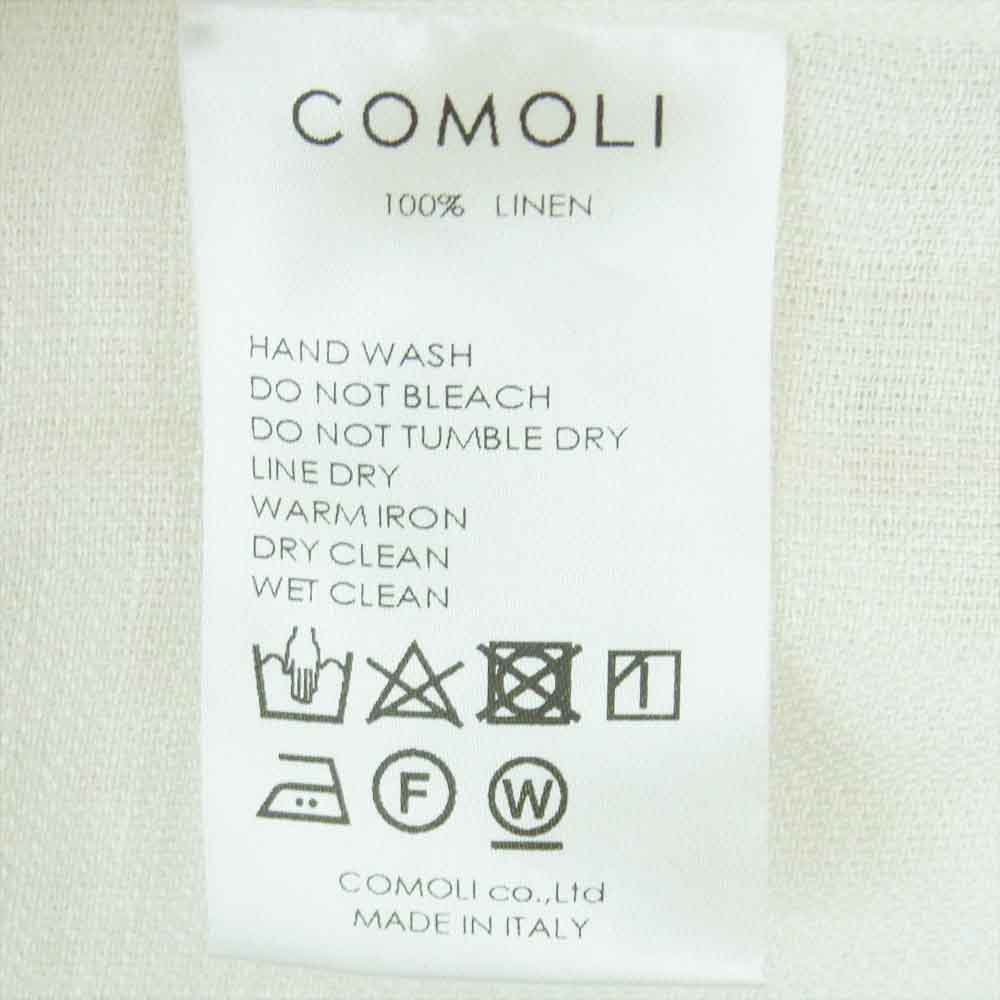 COMOLI
100% LINEN
HAND WASH
DO NOT BLEACH
DO NOT TUMBLE DRY
LINE DRY
WARM IRON
DRY CLEAN
WET CLEAN
F W
COMOLI co.,Ltd
MADE IN ITALY